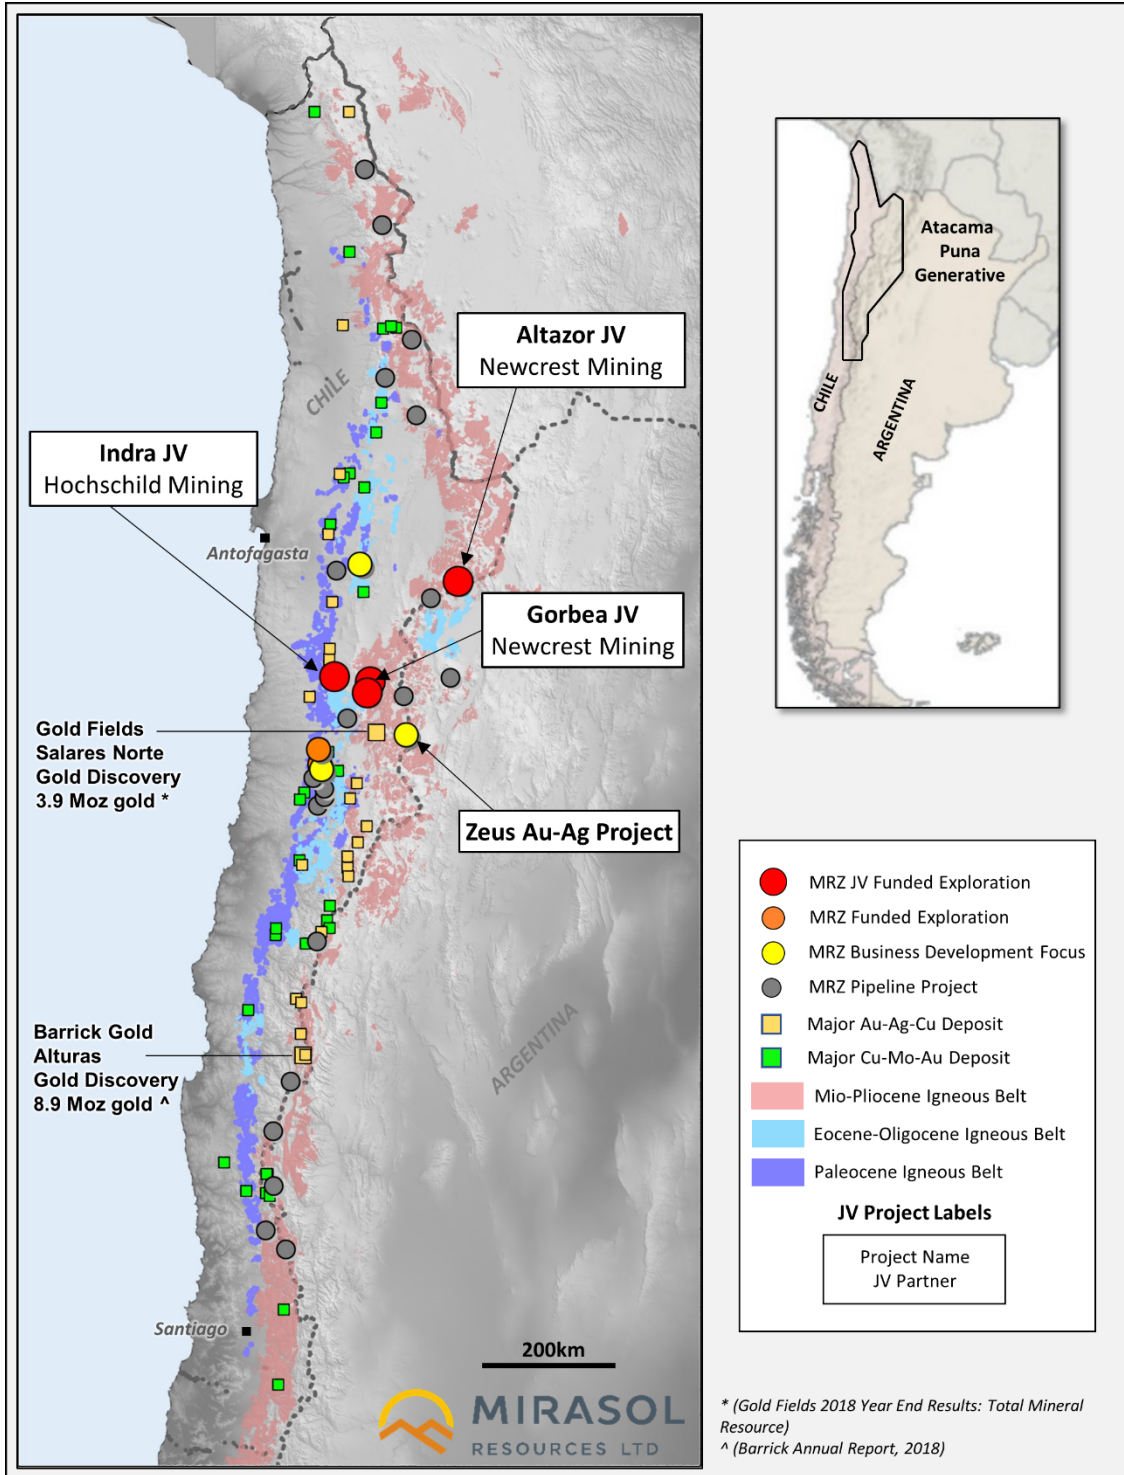 CHILE
Altazor JV
Newcrest Mining
Indra JV
Hochschild Mining
Antofagasta
Gorbea JV
Newcrest Mining
Gold Fields
Salares Norte
Gold Discovery
3.9 Moz gold *
Zeus Au-Ag Project
ARGENTINA
Barrick Gold
Alturas
Gold Discovery
8.9 Moz gold ^
Santiago
200km
MIRASOL
RESOURCES LTD
Atacama
Puna
Generative
CHILE
ARGENTINA
MRZ JV Funded Exploration
MRZ Funded Exploration
MRZ Business Development Focus
MRZ Pipeline Project
Major Au-Ag-Cu Deposit
Major Cu-Mo-Au Deposit
Mio-Pliocene Igneous Belt
Eocene-Oligocene Igneous Belt
Paleocene Igneous Belt
JV Project Labels
Project Name
JV Partner
* (Gold Fields 2018 Year End Results: Total Mineral
Resource)
^ (Barrick Annual Report, 2018)